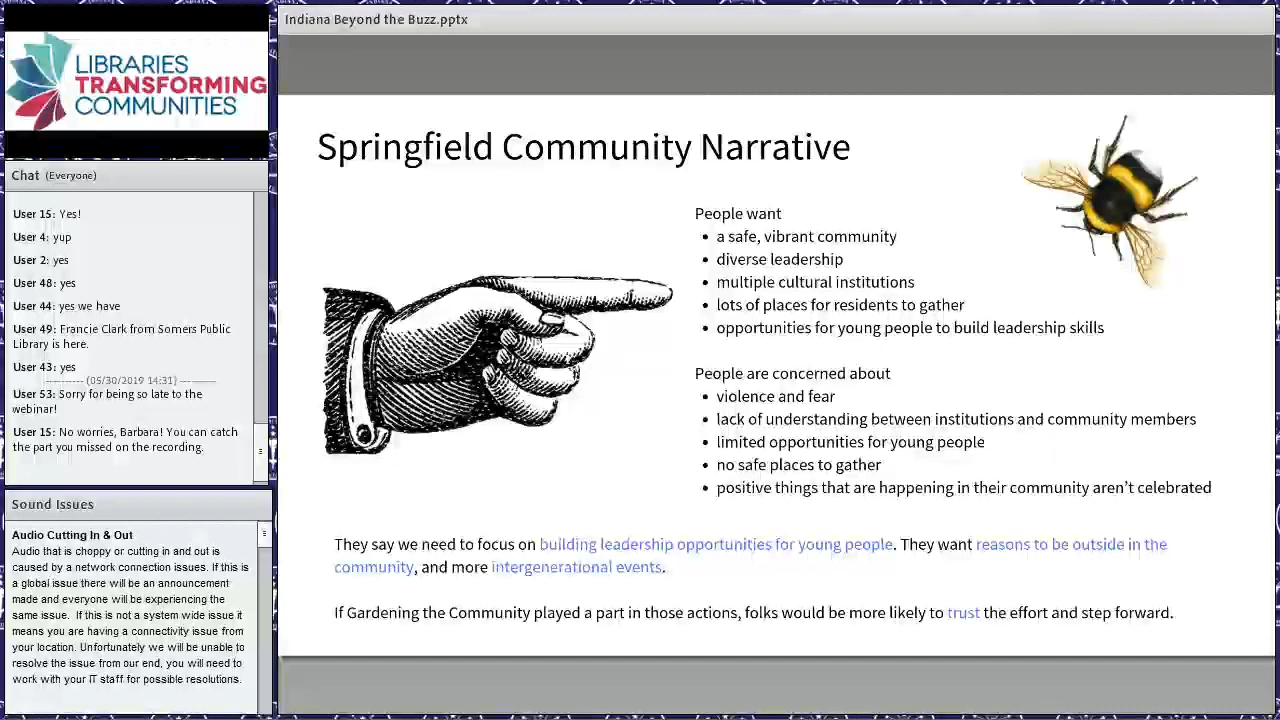 Indiana Beyond the Buzz.pptx
LIBRARIES
TRANSFORMING
COMMUNITIES
Chat (Everyone)
User 15: Yes!
User 4: yup
User 2: yes
User 48: yes
User 44: yes we have
User 49: Francie Clark from Somers Public
Library is here.
User 43: yes
---------- (05/30/2019 14:31) ----------
User 53: Sorry for being so late to the
webinar!
User 15: No worries, Barbara! You can catch
the part you missed on the recording.
Sound Issues
Audio Cutting In & Out
Audio that is choppy or cutting in and out is
caused by a network connection issues. If this is
a global issue there will be an announcement
made and everyone will be experiencing the
same issue.  If this is not a system wide issue it
means you are having a connectivity issue from
your location. Unfortunately we will be unable to
resolve the issue from our end, you will need to
work with your IT staff for possible resolutions.
Springfield Community Narrative
People want
• a safe, vibrant community
• diverse leadership
• multiple cultural institutions
• lots of places for residents to gather
• opportunities for young people to build leadership skills
People are concerned about
• violence and fear
• lack of understanding between institutions and community members
• limited opportunities for young people
• no safe places to gather
• positive things that are happening in their community aren’t celebrated
They say we need to focus on building leadership opportunities for young people. They want reasons to be outside in the
community, and more intergenerational events.
If Gardening the Community played a part in those actions, folks would be more likely to trust the effort and step forward.